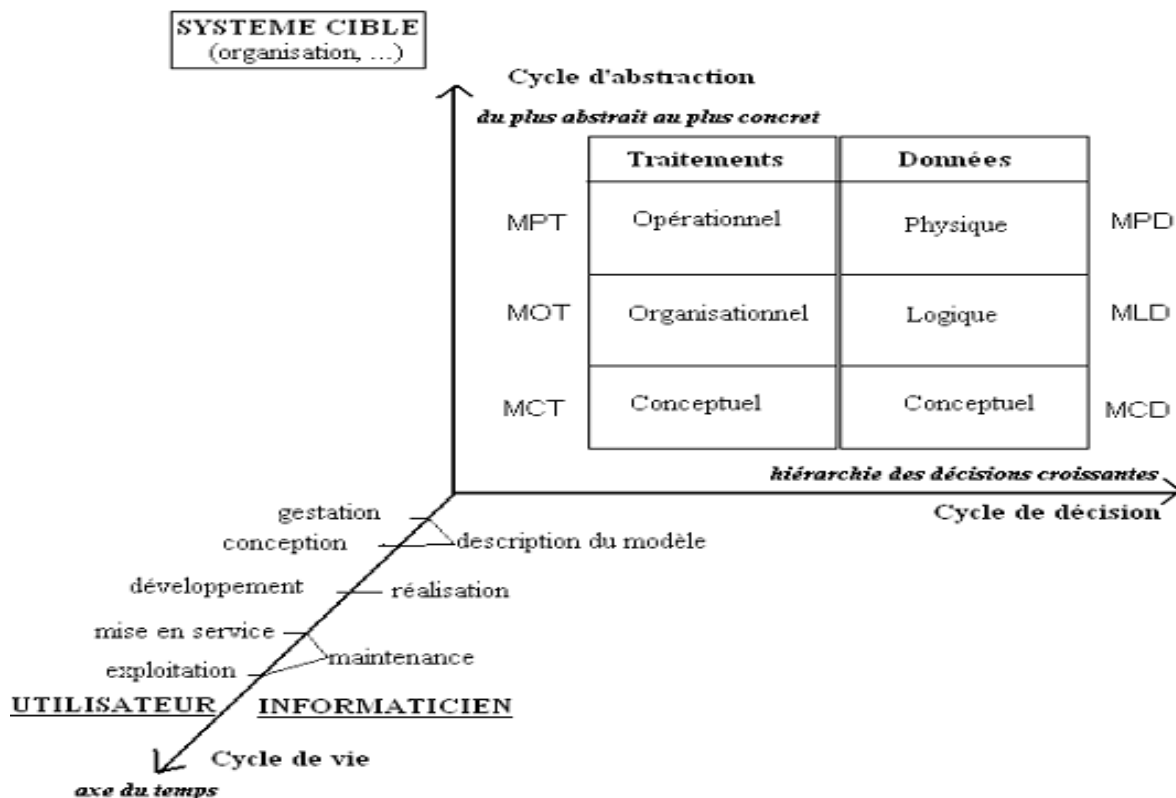 SYSTEME CIBLE
(organisation, ...)
Cycle d'abstraction
du plus abstrait au plus concret
Traitements Données
MPT Opérationnel Physique MPD
MOT Organisationnel Logique MLD
MCT Conceptuel Conceptuel MCD
hiérarchie des décisions croissantes
Cycle de décision
gestation
conception description du modèle
développement réalisation
mise en service
maintenance
exploitation
UTILISATEUR INFORMATICIEN
Cycle de vie
axe du temps